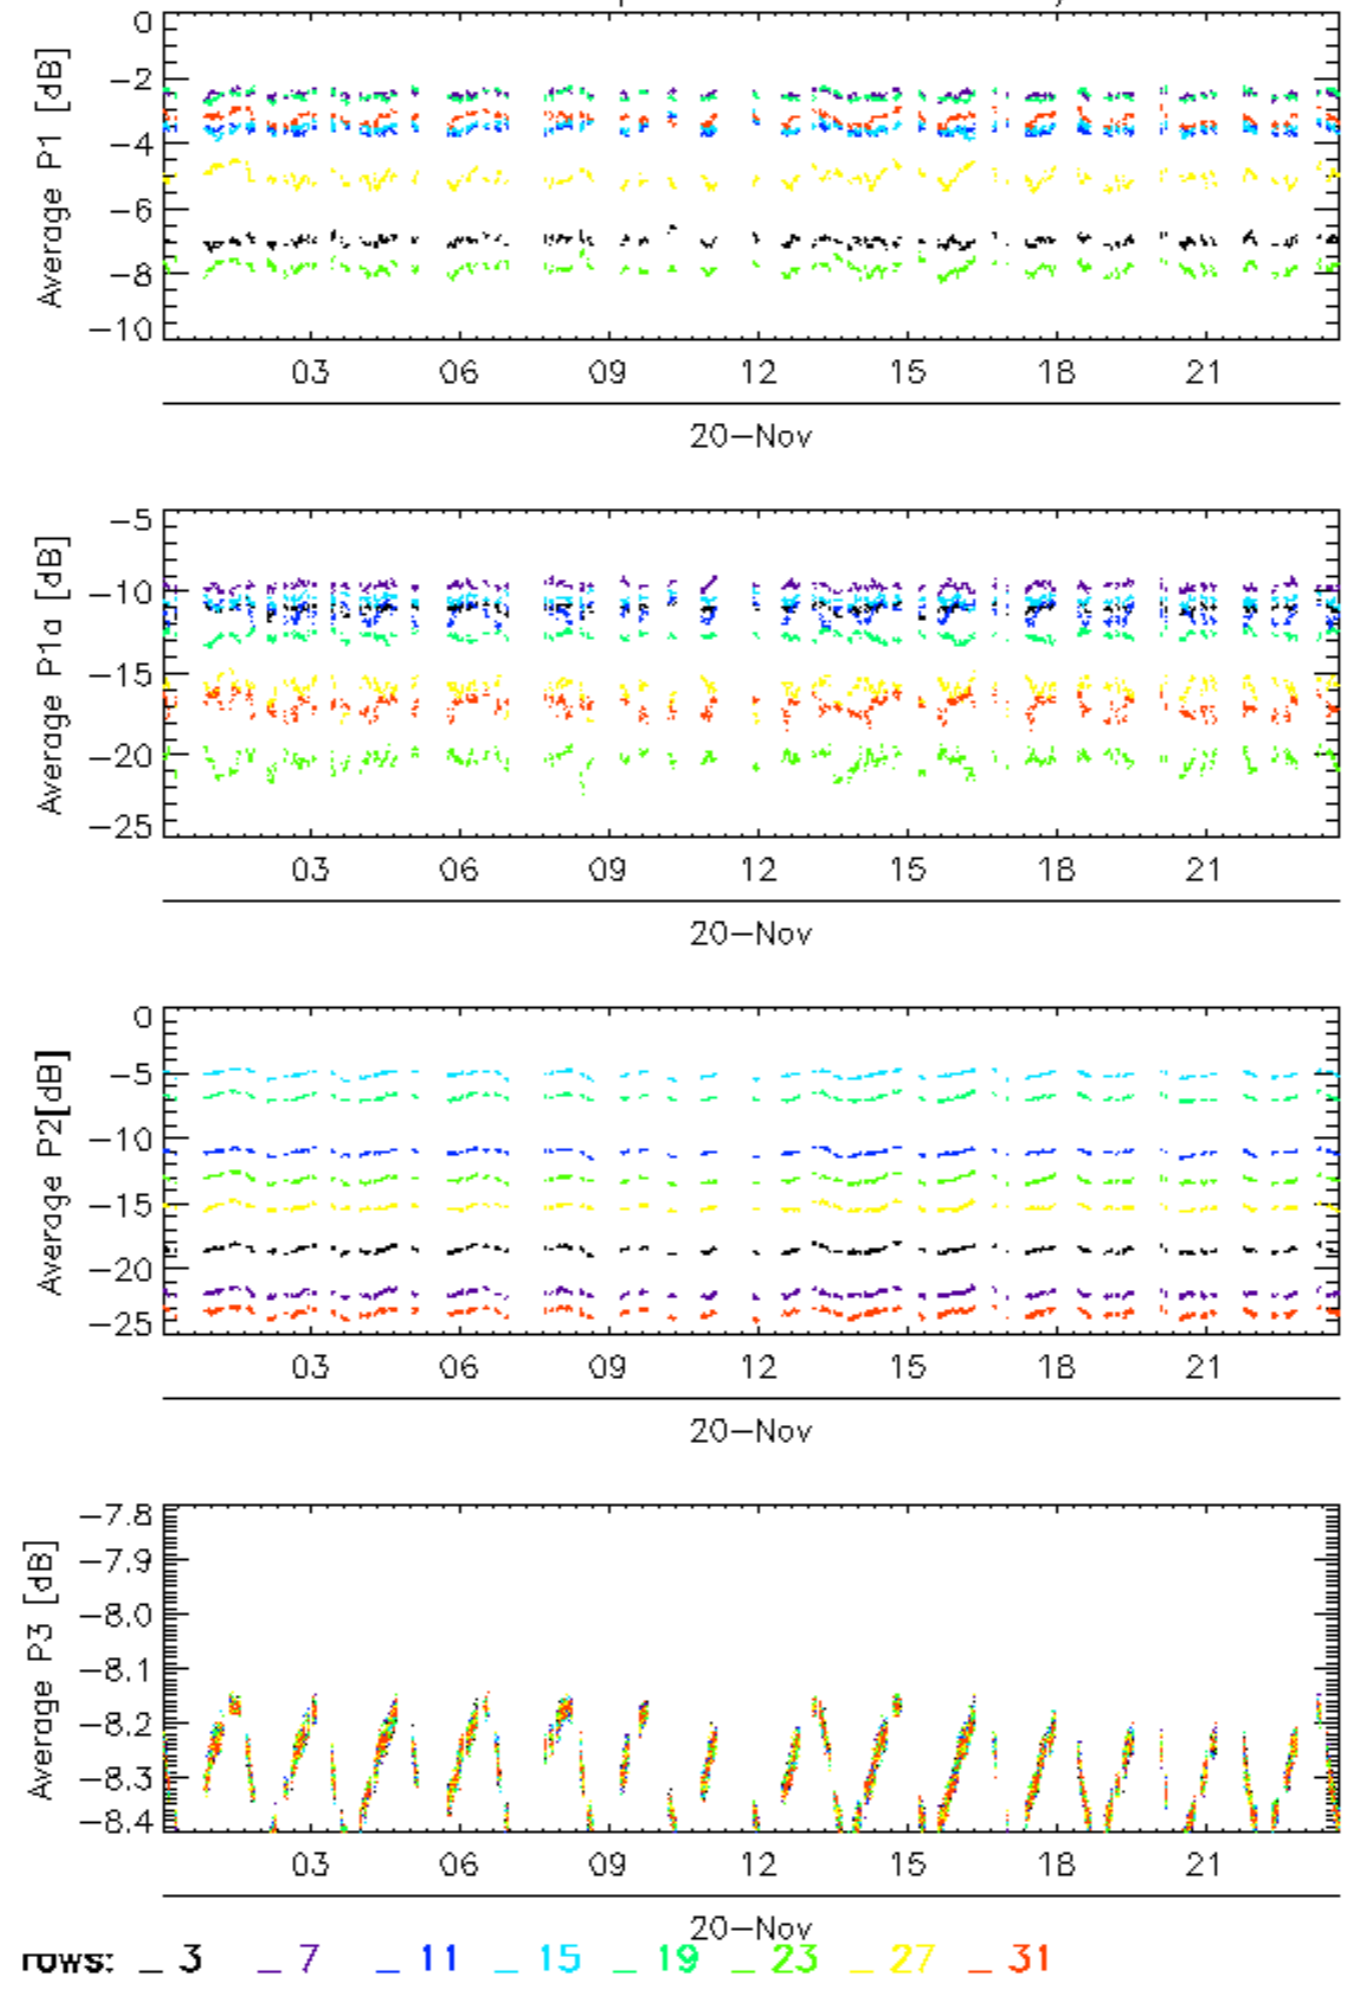 Average P1 [dB]
0
−2
−4
−6
−8
−10
03 06 09 12 15 18 21
20−Nov
Average P1a [dB]
−5
−10
−15
−20
−25
03 06 09 12 15 18 21
20−Nov
Average P2[dB]
0
−5
−10
−15
−20
−25
03 06 09 12 15 18 21
20−Nov
Average P3 [dB]
−7.8
−7.9
−8.0
−8.1
−8.2
−8.3
−8.4
03 06 09 12 15 18 21
20−Nov
rows: _ 3 _ 7 _ 11 _ 15 _ 19 _ 23 _ 27 _ 31